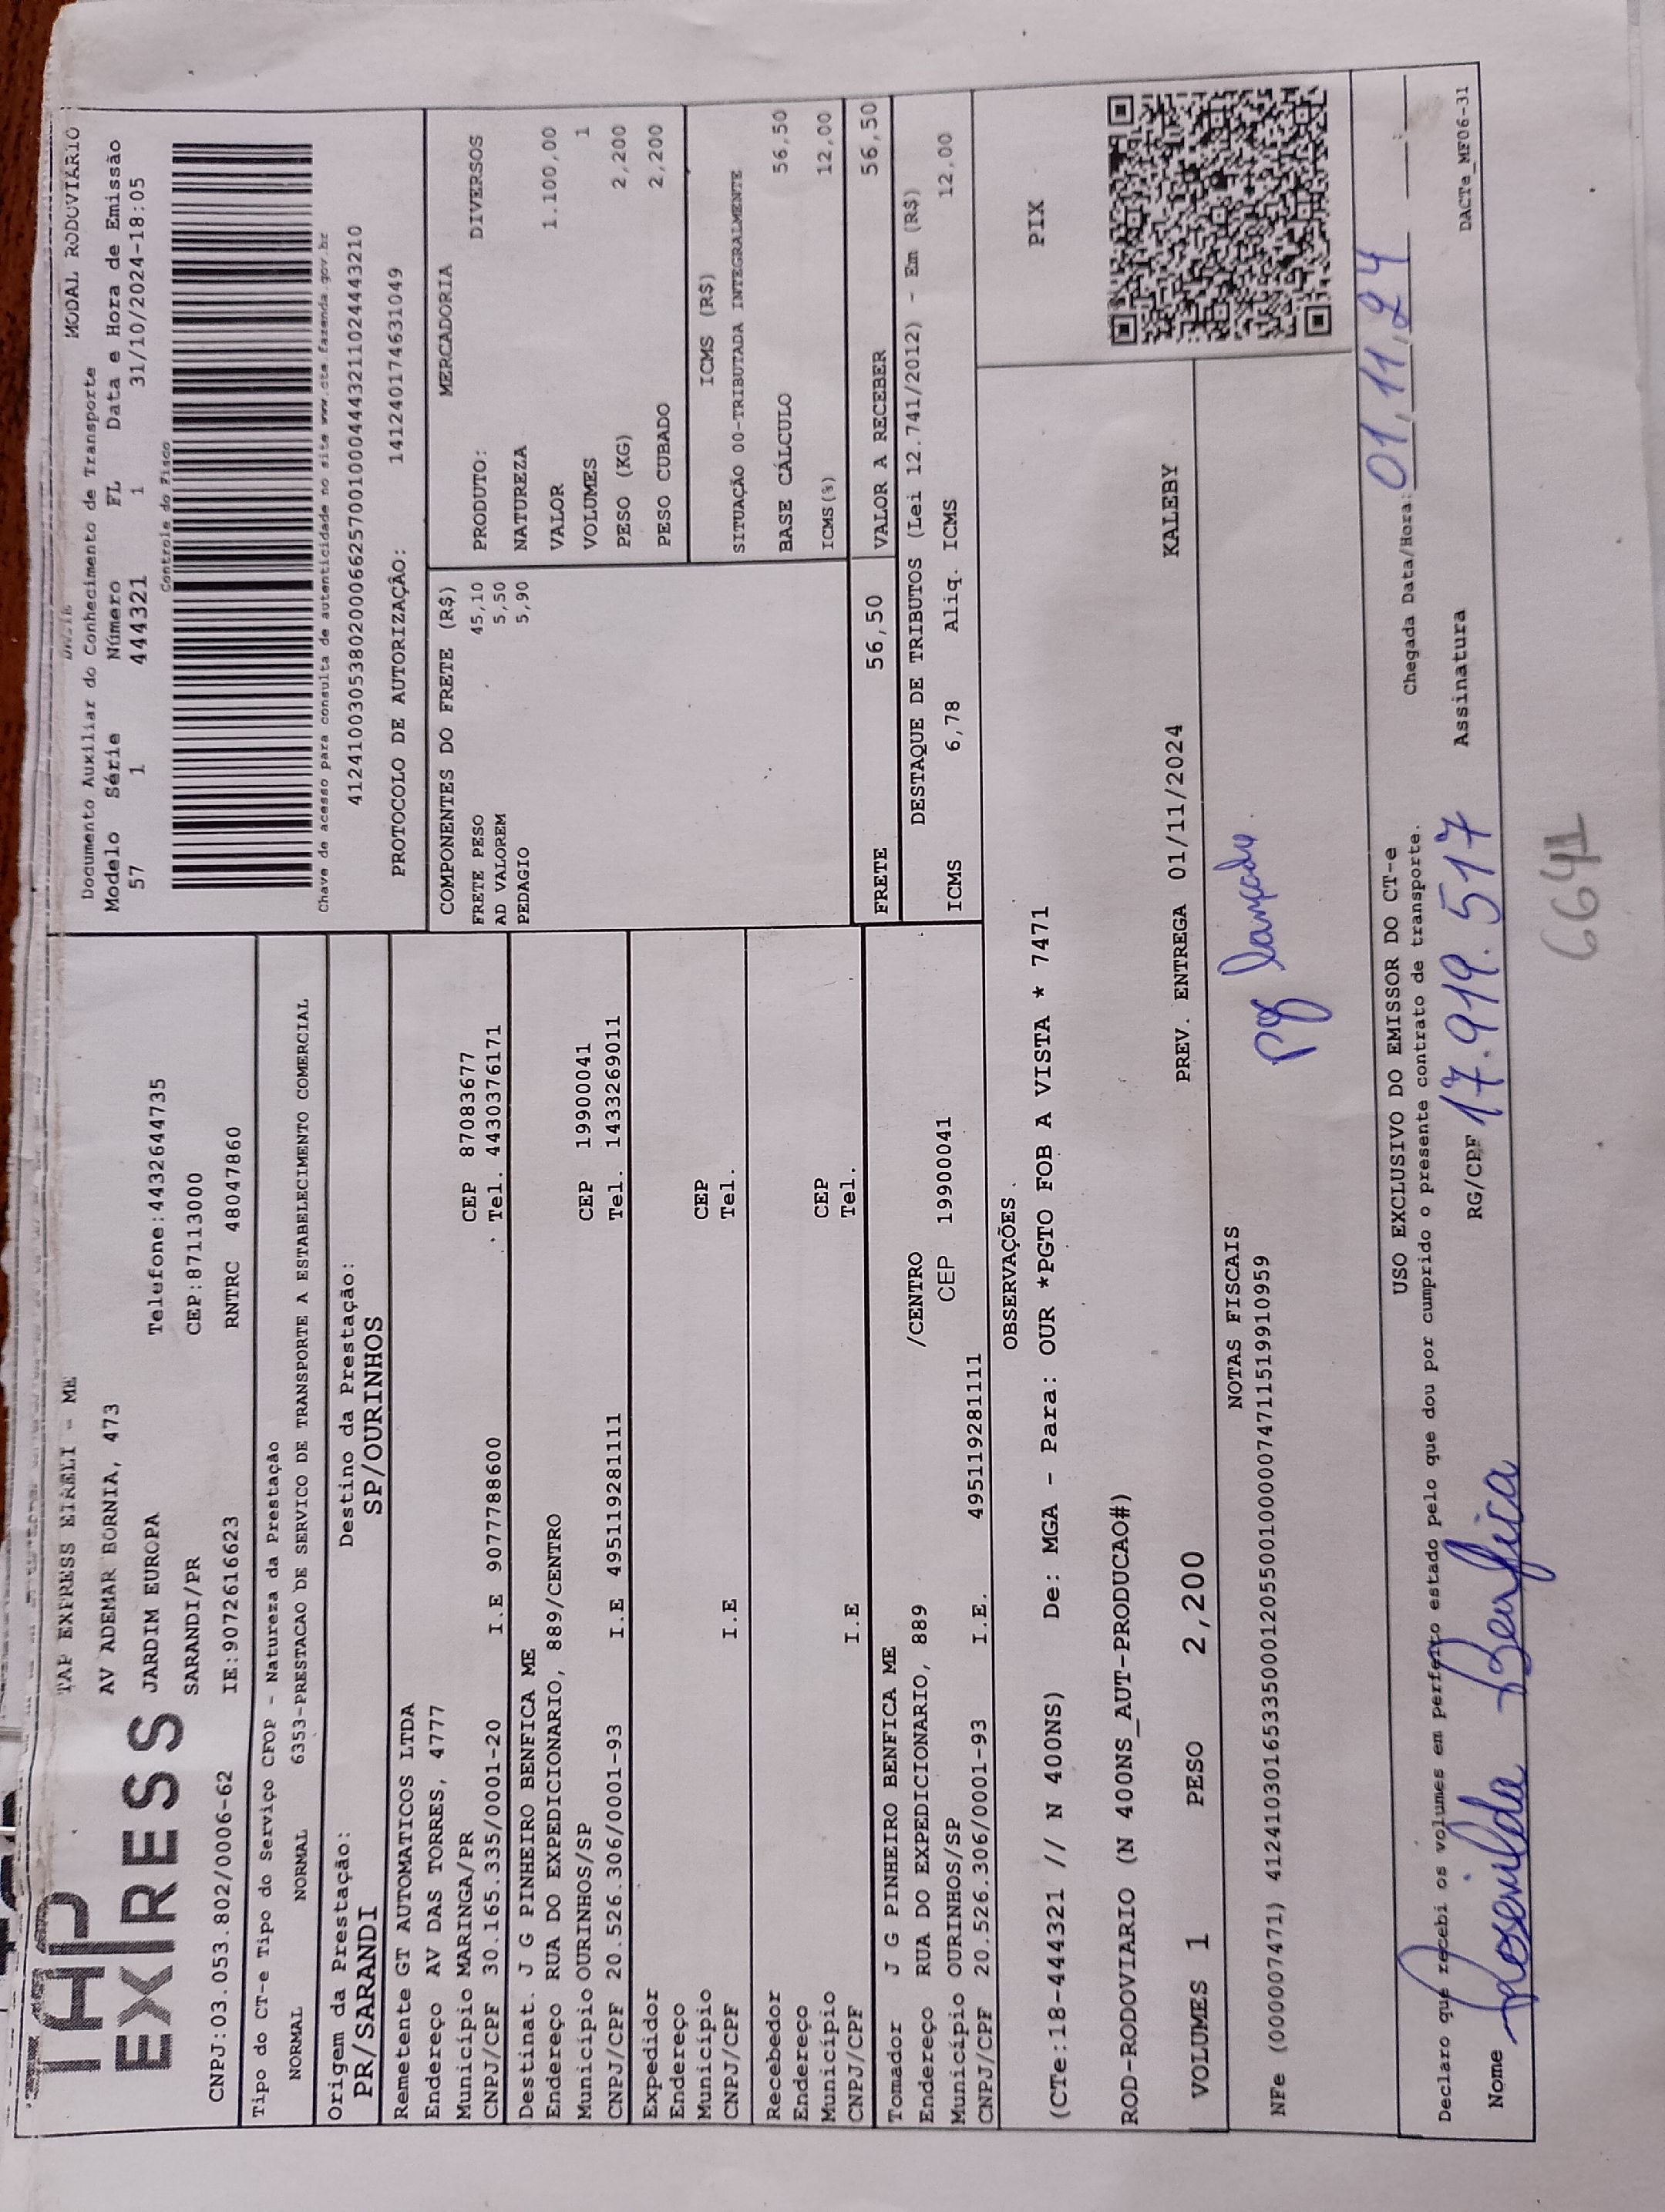 TAP
EXPRESS
TAP EXPRESS EIRELI - ME
AV ADEMAR BORNIA, 473
JARDIM EUROPA Telefone:4432644735
SARANDI/PR CEP:87113000
CNPJ:03.053.802/0006-62 IE:9072616623 RNTRC 48047860
DACTE MODAL RODOVIÁRIO
Documento Auxiliar do Conhecimento de Transporte
Modelo Série Número FL Data e Hora de Emissão
57 1 444321 1 31/10/2024-18:05
Controle do Fisco
Chave de acesso para consulta de autenticidade no site www.cte.fazenda.gov.br
41241003053802000662570010004443211024443210
PROTOCOLO DE AUTORIZAÇÃO: 141240174631049
Tipo do CT-e Tipo do Serviço CFOP - Natureza da Prestação
NORMAL NORMAL 6353-PRESTACAO DE SERVICO DE TRANSPORTE A ESTABELECIMENTO COMERCIAL
Origem da Prestação: Destino da Prestação:
PR/SARANDI SP/OURINHOS
Remetente GT AUTOMATICOS LTDA
Endereço AV DAS TORRES, 4777
Município MARINGA/PR CEP 87083677
CNPJ/CPF 30.165.335/0001-20 I.E 9077788600 Tel. 4430376171
Destinat. J G PINHEIRO BENFICA ME
Endereço RUA DO EXPEDICIONARIO, 889/CENTRO
Município OURINHOS/SP CEP 19900041
CNPJ/CPF 20.526.306/0001-93 I.E 495119281111 Tel. 1433269011
Expedidor
Endereço
Município CEP
CNPJ/CPF I.E Tel.
Recebedor
Endereço
Município CEP
CNPJ/CPF I.E Tel.
Tomador J G PINHEIRO BENFICA ME
Endereço RUA DO EXPEDICIONARIO, 889 /CENTRO
Município OURINHOS/SP CEP 19900041
CNPJ/CPF 20.526.306/0001-93 I.E. 495119281111
COMPONENTES DO FRETE (R$)
FRETE PESO 45,10
AD VALOREM 5,50
PEDAGIO 5,90
MERCADORIA
PRODUTO: DIVERSOS
NATUREZA
VALOR 1.100,00
VOLUMES 1
PESO (KG) 2,200
PESO CUBADO 2,200
ICMS (R$)
SITUAÇÃO 00-TRIBUTADA INTEGRALMENTE
BASE CÁLCULO 56,50
ICMS(%) 12,00
FRETE 56,50 VALOR A RECEBER 56,50
DESTAQUE DE TRIBUTOS (Lei 12.741/2012) - Em (R$)
ICMS 6,78 Aliq. ICMS 12,00
OBSERVAÇÕES
(CTe:18-444321 // N 400NS) De: MGA - Para: OUR *PGTO FOB A VISTA * 7471
ROD-RODOVIARIO (N 400NS_AUT-PRODUCAO#)
PIX
VOLUMES 1 PESO 2,200 PREV. ENTREGA 01/11/2024 KALEBY
NOTAS FISCAIS
NFe (000007471) 41241030165335000120550010000074711519910959
pg lançado.
USO EXCLUSIVO DO EMISSOR DO CT-e
Declaro que recebi os volumes em perfeito estado pelo que dou por cumprido o presente contrato de transporte.
Chegada Data/Hora: 01,11,24 :
Nome Rosenilda Benfica RG/CPF 17.919.517 Assinatura
DACTe_MF06-31
6641